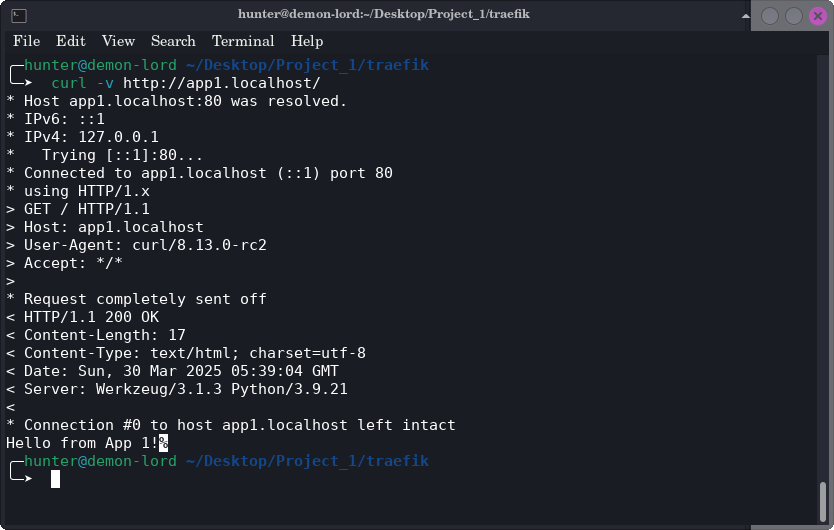 hunter@demon-lord:~/Desktop/Project_1/traefik
File Edit View Search Terminal Help
╭─hunter@demon-lord ~/Desktop/Project_1/traefik
╰─➤  curl -v http://app1.localhost/
* Host app1.localhost:80 was resolved.
* IPv6: ::1
* IPv4: 127.0.0.1
*   Trying [::1]:80...
* Connected to app1.localhost (::1) port 80
* using HTTP/1.x
> GET / HTTP/1.1
> Host: app1.localhost
> User-Agent: curl/8.13.0-rc2
> Accept: */*
>
* Request completely sent off
< HTTP/1.1 200 OK
< Content-Length: 17
< Content-Type: text/html; charset=utf-8
< Date: Sun, 30 Mar 2025 05:39:04 GMT
< Server: Werkzeug/3.1.3 Python/3.9.21
<
* Connection #0 to host app1.localhost left intact
Hello from App 1!%
╭─hunter@demon-lord ~/Desktop/Project_1/traefik
╰─➤